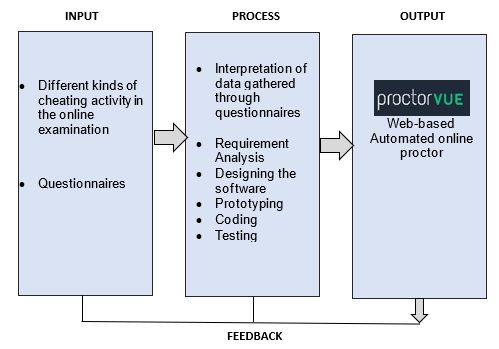 INPUT
Different kinds of
cheating activity in
the online
examination
Questionnaires
PROCESS
Interpretation of
data gathered
through
questionnaires
Requirement
Analysis
Designing the
software
Prototyping
Coding
Testing
OUTPUT
proctorVUE
Web-based
Automated online
proctor
FEEDBACK